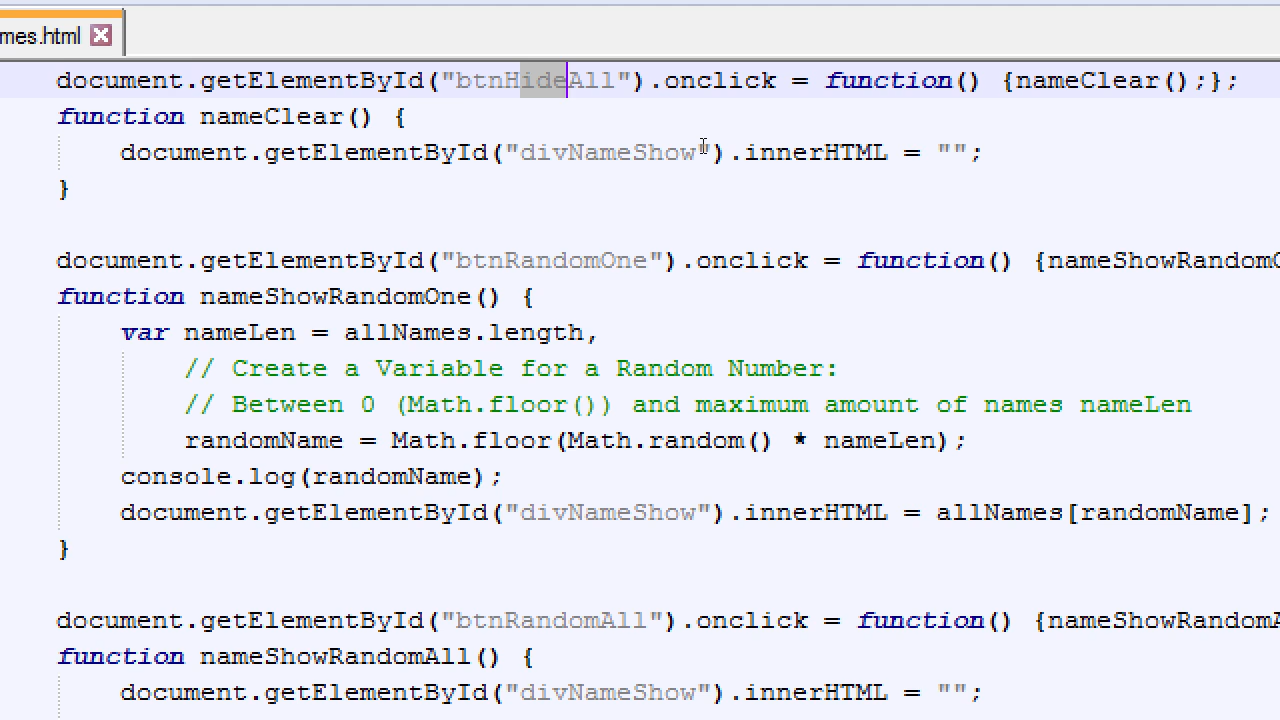 mes.html
document.getElementById("btnHideAll").onclick = function() {nameClear();};
function nameClear() {
document.getElementById("divNameShow").innerHTML = "";
}
document.getElementById("btnRandomOne").onclick = function() {nameShowRandomO
function nameShowRandomOne() {
var nameLen = allNames.length,
// Create a Variable for a Random Number:
// Between 0 (Math.floor()) and maximum amount of names nameLen
randomName = Math.floor(Math.random() * nameLen);
console.log(randomName);
document.getElementById("divNameShow").innerHTML = allNames[randomName];
}
document.getElementById("btnRandomAll").onclick = function() {nameShowRandomA
function nameShowRandomAll() {
document.getElementById("divNameShow").innerHTML = "";